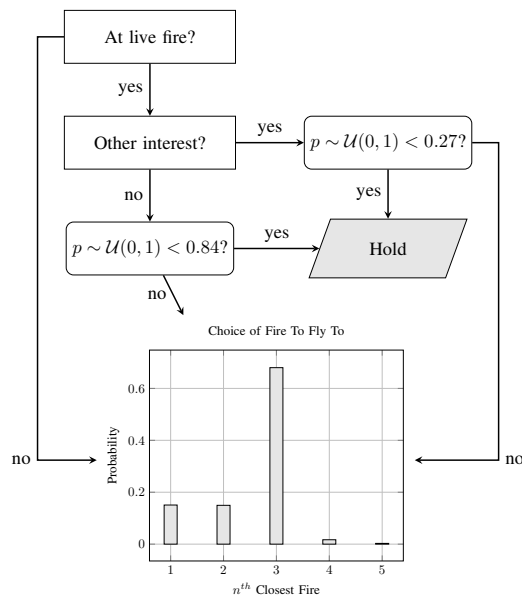 At live fire?
yes
Other interest?
yes
p ∼ U(0, 1) < 0.27?
no
yes
p ∼ U(0, 1) < 0.84?
yes
Hold
no
Choice of Fire To Fly To
0.6
0.4
0.2
0
Probability
no
no
1 2 3 4 5
nth Closest Fire